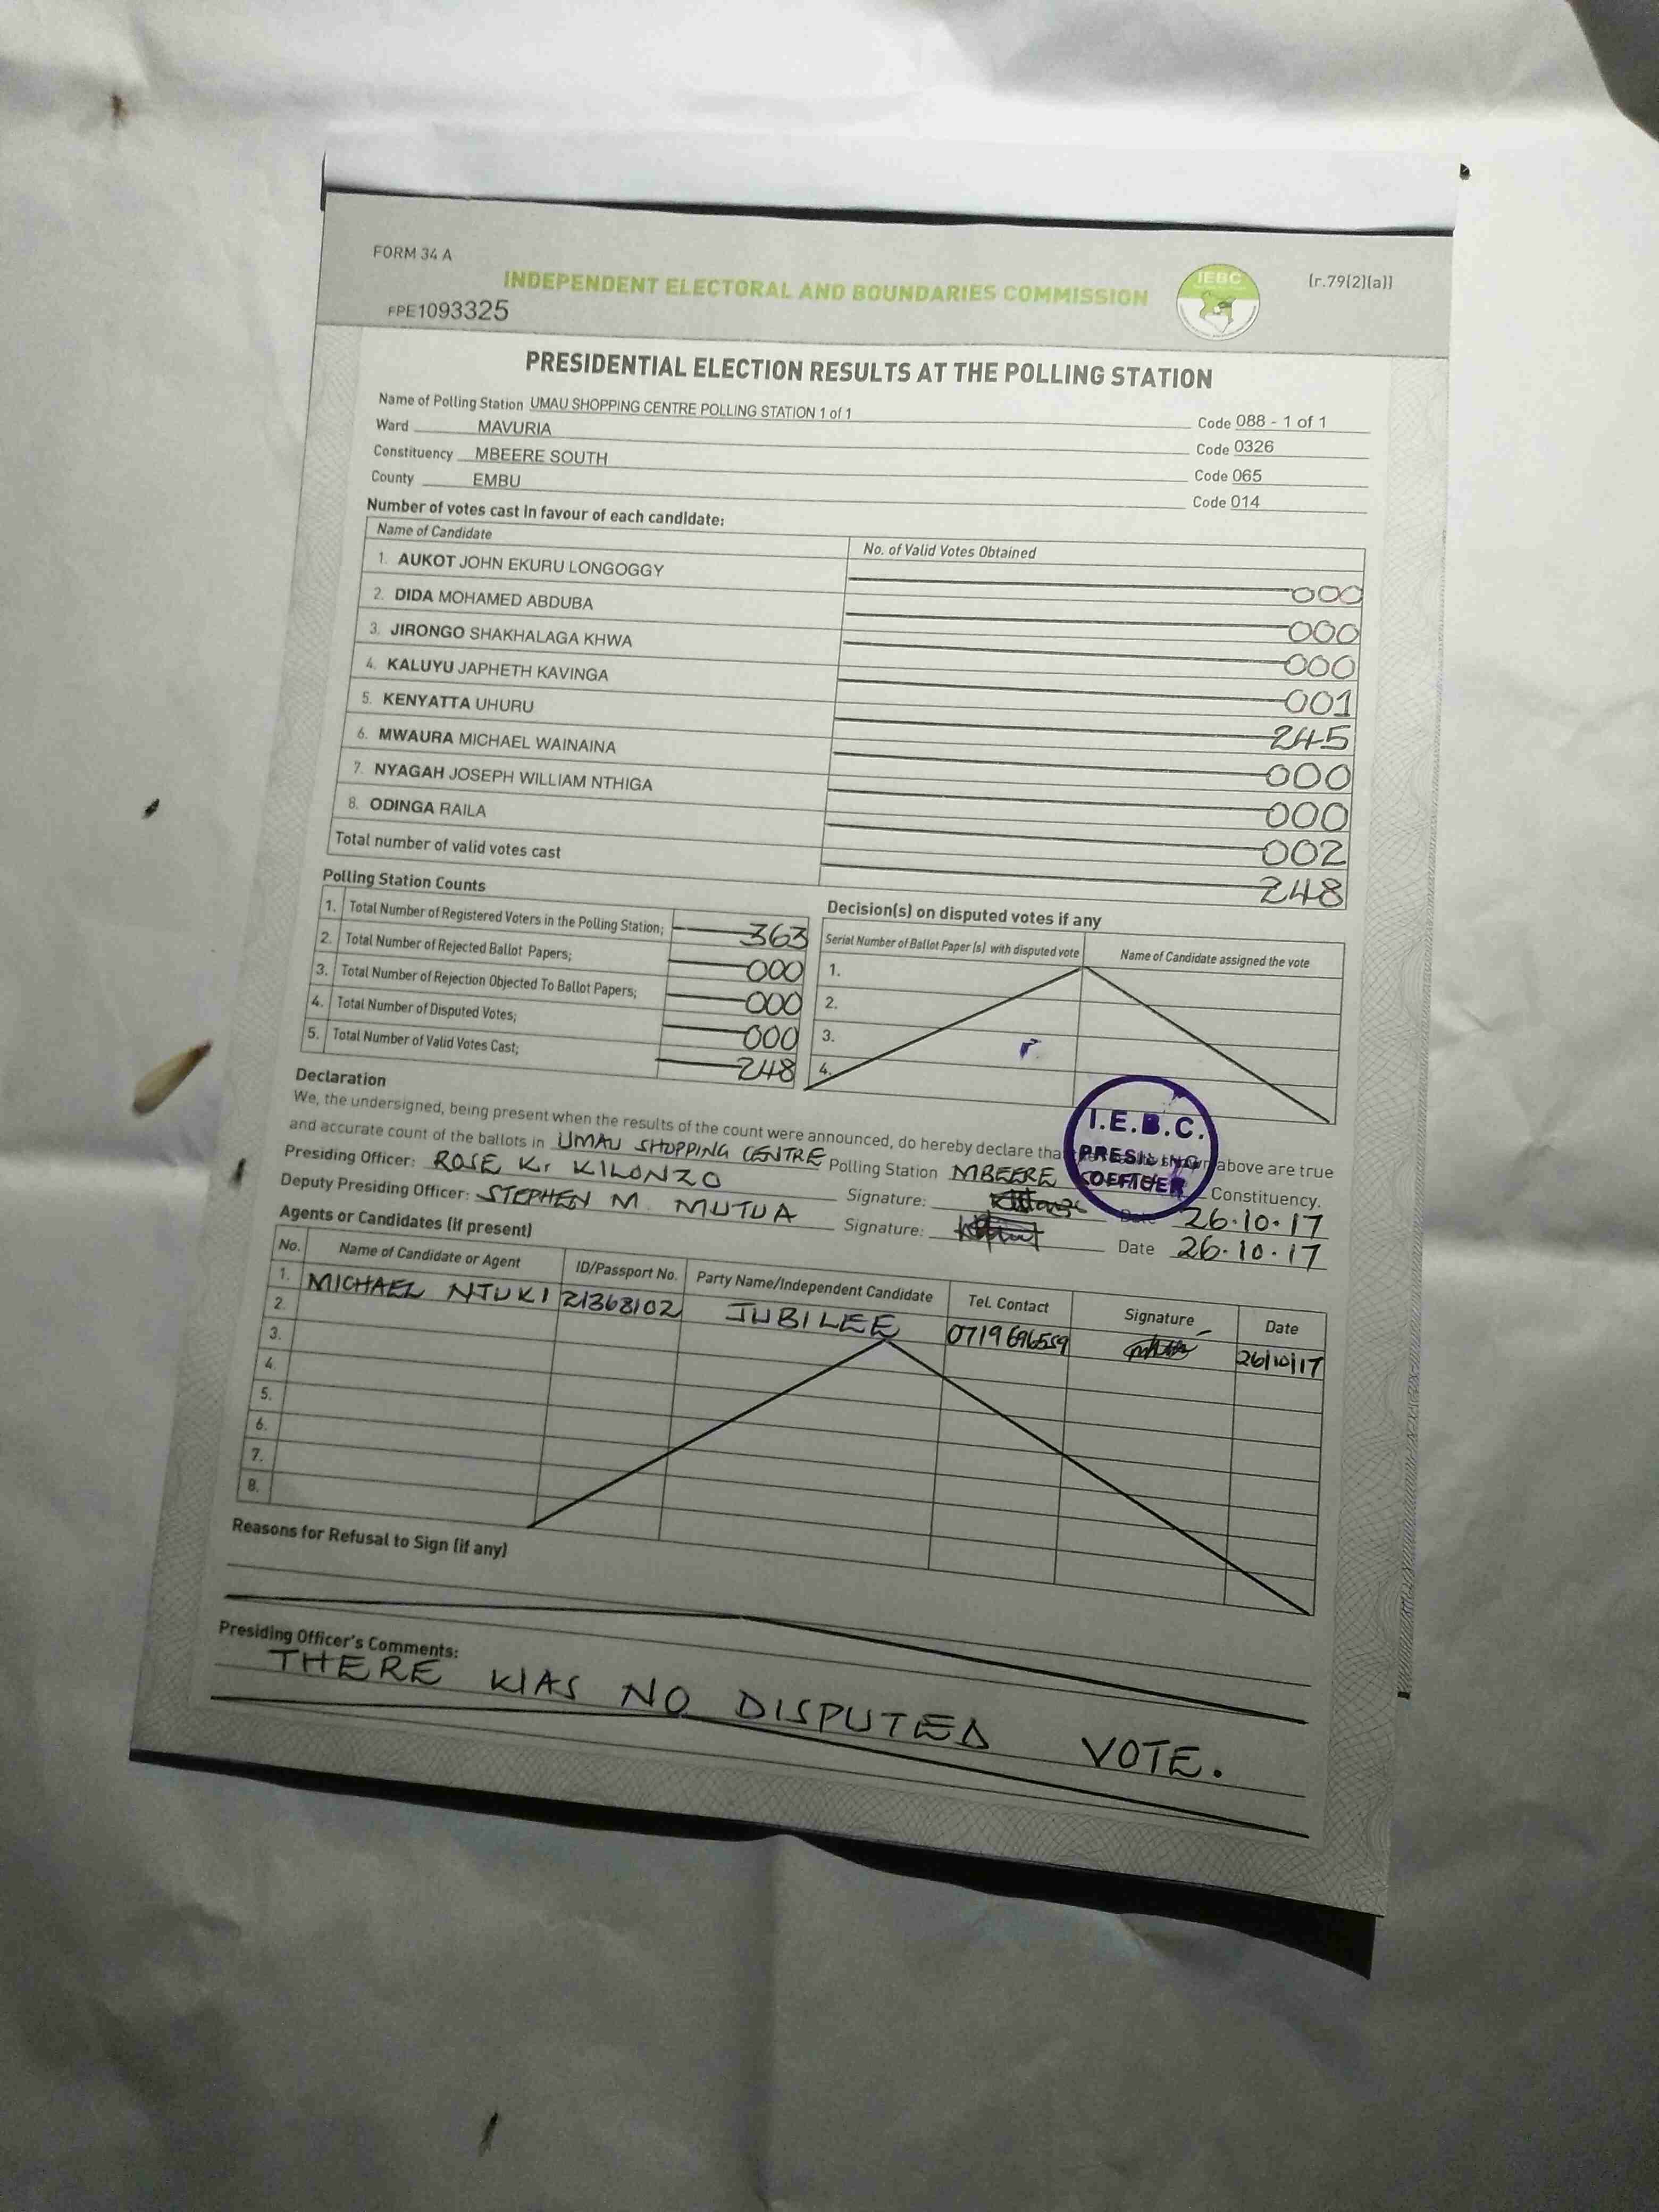 FORM 34 A
INDEPENDENT ELECTORAL AND BOUNDARIES COMMISSION
IEBC
(r.79(2)(a))
FPE1093325
PRESIDENTIAL ELECTION RESULTS AT THE POLLING STATION
Name of Polling Station UMAU SHOPPING CENTRE POLLING STATION 1 of 1 Code 088 - 1 of 1
Ward MAVURIA Code 0326
Constituency MBEERE SOUTH Code 065
County EMBU Code 014
Number of votes cast in favour of each candidate:
Name of Candidate No. of Valid Votes Obtained
1. AUKOT JOHN EKURU LONGOGGY 000
2. DIDA MOHAMED ABDUBA 000
3. JIRONGO SHAKHALAGA KHWA 000
4. KALUYU JAPHETH KAVINGA 001
5. KENYATTA UHURU 245
6. MWAURA MICHAEL WAINAINA 000
7. NYAGAH JOSEPH WILLIAM NTHIGA 000
8. ODINGA RAILA 002
Total number of valid votes cast 248
Polling Station Counts
1. Total Number of Registered Voters in the Polling Station; 363
2. Total Number of Rejected Ballot Papers; 000
3. Total Number of Rejection Objected To Ballot Papers; 000
4. Total Number of Disputed Votes; 000
5. Total Number of Valid Votes Cast; 248
Decision(s) on disputed votes if any
Serial Number of Ballot Paper (s) with disputed vote Name of Candidate assigned the vote
1.
2.
3.
4.
Declaration
We, the undersigned, being present when the results of the count were announced, do hereby declare that shown above are true
and accurate count of the ballots in UMAU SHOPPING CENTRE Polling Station MBEERE Constituency.
I.E.B.C.
PRESIDING
OFFICER
Presiding Officer: ROSE K. KILONZO Signature: Date 26.10.17
Deputy Presiding Officer: STEPHEN M. MUTUA Signature: Date 26.10.17
Agents or Candidates (if present)
No. Name of Candidate or Agent ID/Passport No. Party Name/Independent Candidate Tel. Contact Signature Date
1. MICHAEL NTUKI 21368102 JUBILEE 0719696559 26/10/17
2.
3.
4.
5.
6.
7.
8.
Reasons for Refusal to Sign (if any)
Presiding Officer's Comments:
THERE WAS NO DISPUTED VOTE.